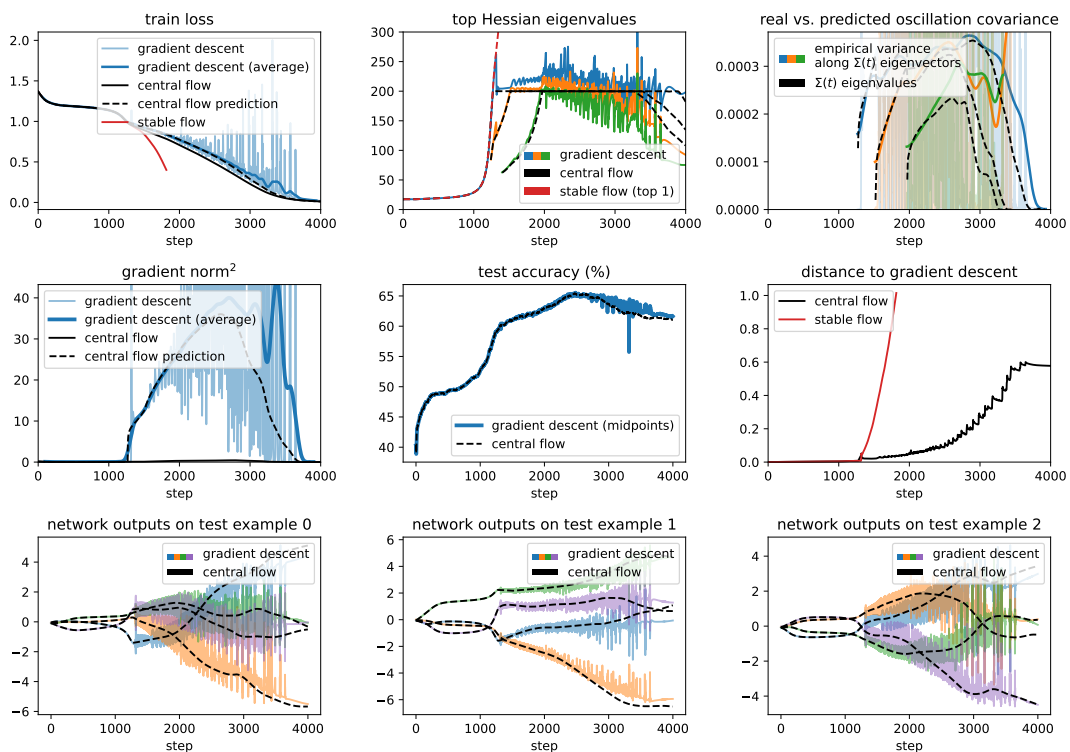 train loss
2.0
1.5
1.0
0.5
0.0
gradient descent
gradient descent (average)
central flow
central flow prediction
stable flow
0 1000 2000 3000 4000
step
top Hessian eigenvalues
300
250
200
150
100
50
0
gradient descent
central flow
stable flow (top 1)
0 1000 2000 3000 4000
step
real vs. predicted oscillation covariance
0.0003
0.0002
0.0001
0.0000
empirical variance
along Σ(t) eigenvectors
Σ(t) eigenvalues
0 1000 2000 3000 4000
step
gradient norm²
40
30
20
10
0
gradient descent
gradient descent (average)
central flow
central flow prediction
0 1000 2000 3000 4000
step
test accuracy (%)
65
60
55
50
45
40
gradient descent (midpoints)
central flow
0 1000 2000 3000 4000
step
distance to gradient descent
1.0
0.8
0.6
0.4
0.2
0.0
central flow
stable flow
0 1000 2000 3000 4000
step
network outputs on test example 0
4
2
0
−2
−4
−6
gradient descent
central flow
0 1000 2000 3000 4000
step
network outputs on test example 1
6
4
2
0
−2
−4
−6
gradient descent
central flow
0 1000 2000 3000 4000
step
network outputs on test example 2
4
2
0
−2
−4
gradient descent
central flow
0 1000 2000 3000 4000
step